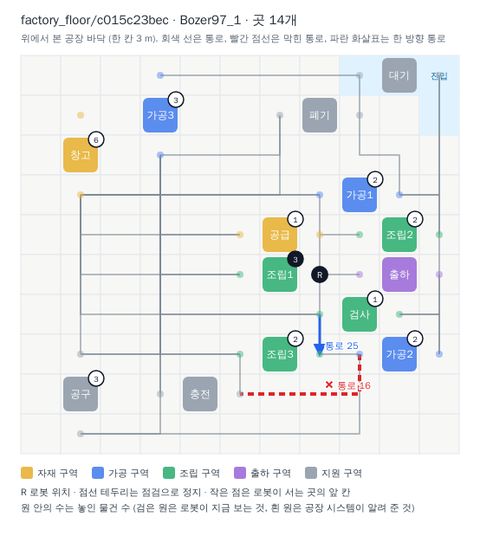 factory_floor/c015c23bec · Bozer97_1 · 곳 14개
위에서 본 공장 바닥 (한 칸 3 m). 회색 선은 통로, 빨간 점선은 막힌 통로, 파란 화살표는 한 방향 통로
대기
전립
3
가공3
폐기
6
창고
2
가공1
1
공급
2
조립2
3
조립1
R
출하
1
검사
통로 25
2
조립3
2
가공2
✕ 통로 16
3
공구
충전
자재 구역 가공 구역 조립 구역 출하 구역 지원 구역
R 로봇 위치 · 점선 테두리는 점검으로 정지 · 작은 점은 로봇이 서는 곳의 앞 칸
원 안의 수는 놓인 물건 수 (검은 원은 로봇이 지금 보는 것, 흰 원은 공장 시스템이 알려 준 것)